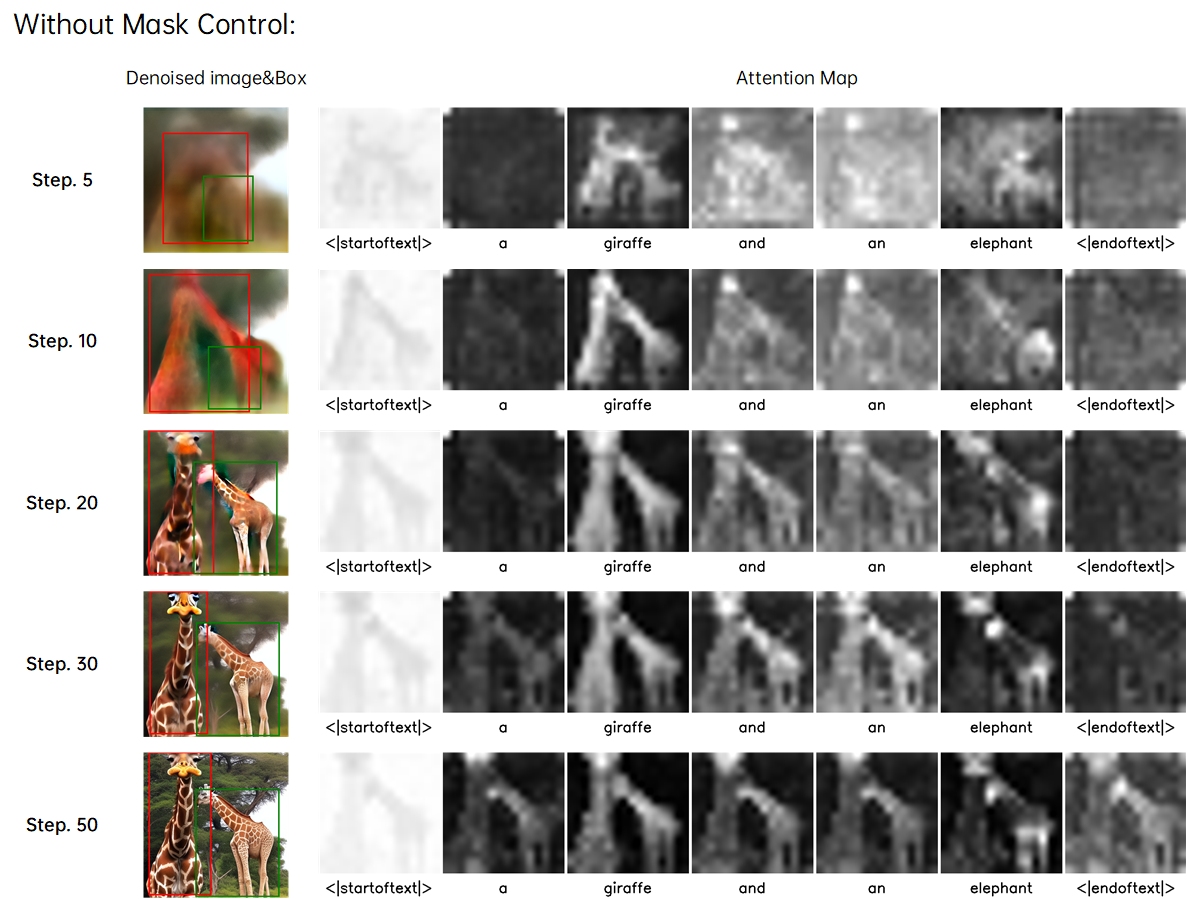 Without Mask Control:
Denoised image&Box Attention Map
Step. 5
<|startoftext|> a giraffe and an elephant <|endoftext|>
Step. 10
<|startoftext|> a giraffe and an elephant <|endoftext|>
Step. 20
<|startoftext|> a giraffe and an elephant <|endoftext|>
Step. 30
<|startoftext|> a giraffe and an elephant <|endoftext|>
Step. 50
<|startoftext|> a giraffe and an elephant <|endoftext|>